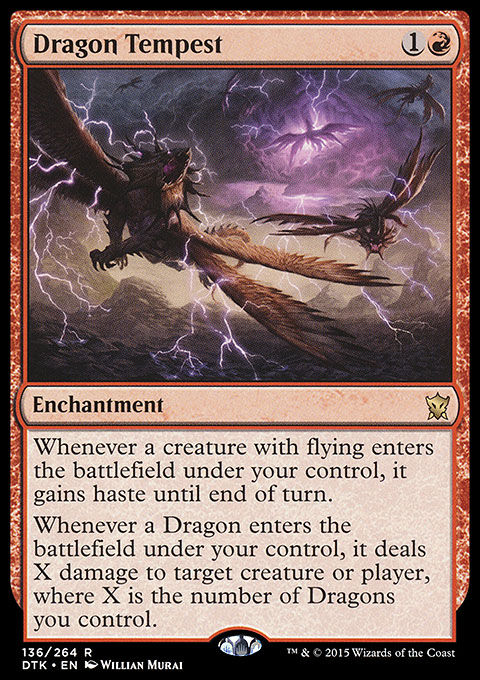 Dragon Tempest 1
Enchantment
Whenever a creature with flying enters
the battlefield under your control, it
gains haste until end of turn.
Whenever a Dragon enters the
battlefield under your control, it deals
X damage to target creature or player,
where X is the number of Dragons
you control.
136/264 R
DTK • EN Willian Murai
™ & © 2015 Wizards of the Coast